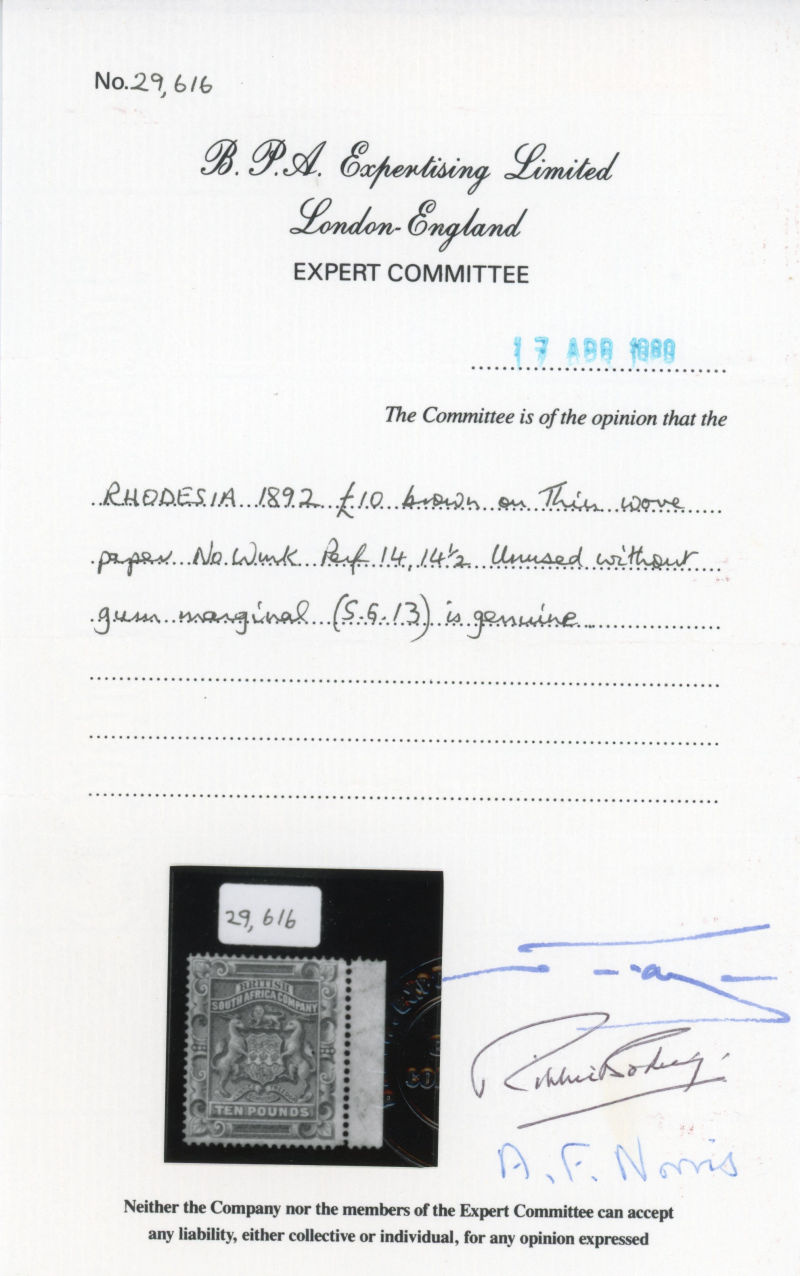 No. 29,616
B. P. A. Expertising Limited
London-England
EXPERT COMMITTEE
17 APR 1989
The Committee is of the opinion that the
RHODESIA 1892 £10 brown on Thin wove
paper No Wmk Perf 14, 14½ Unused without
gum marginal (S.G.13) is genuine
29,616
BRITISH
SOUTH AFRICA COMPANY
TEN POUNDS
A. F. Norris
Neither the Company nor the members of the Expert Committee can accept
any liability, either collective or individual, for any opinion expressed